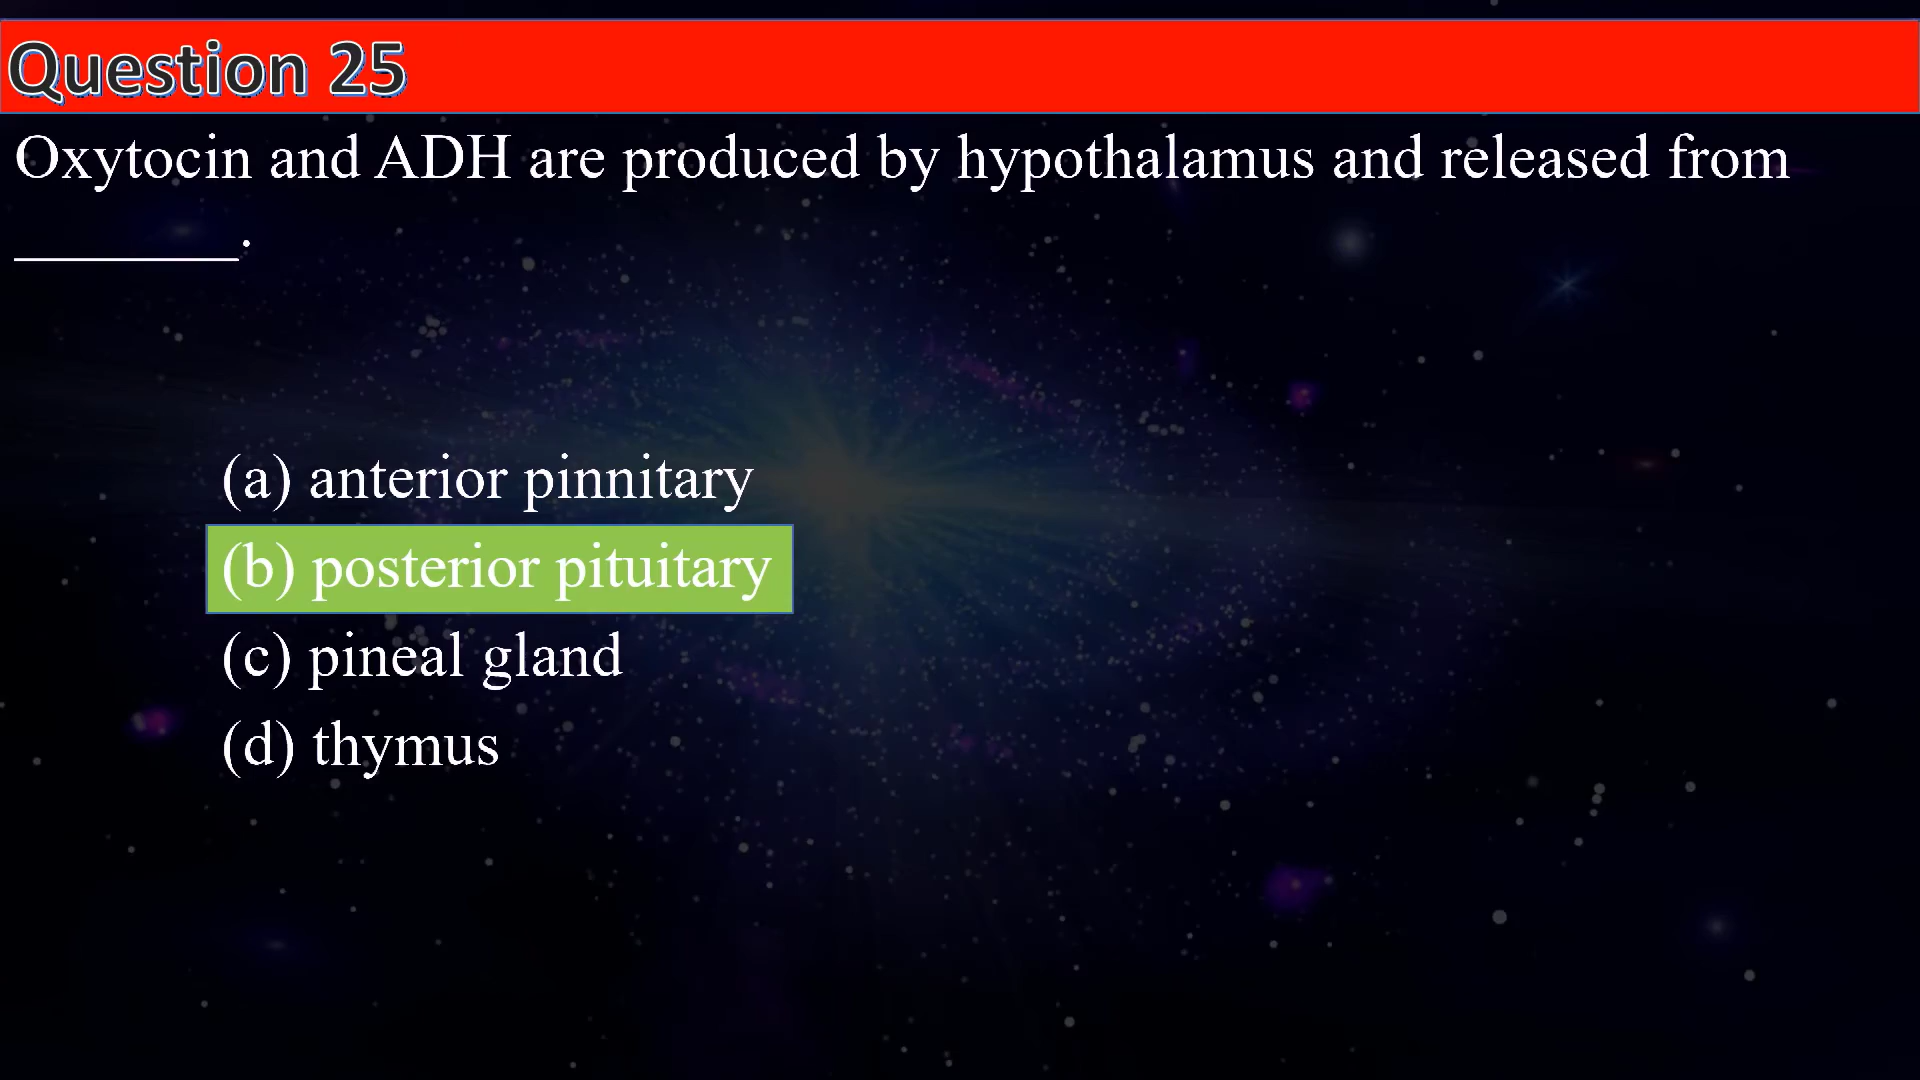 Question 25
Oxytocin and ADH are produced by hypothalamus and released from
________.
(a) anterior pinnitary
(b) posterior pituitary
(c) pineal gland
(d) thymus